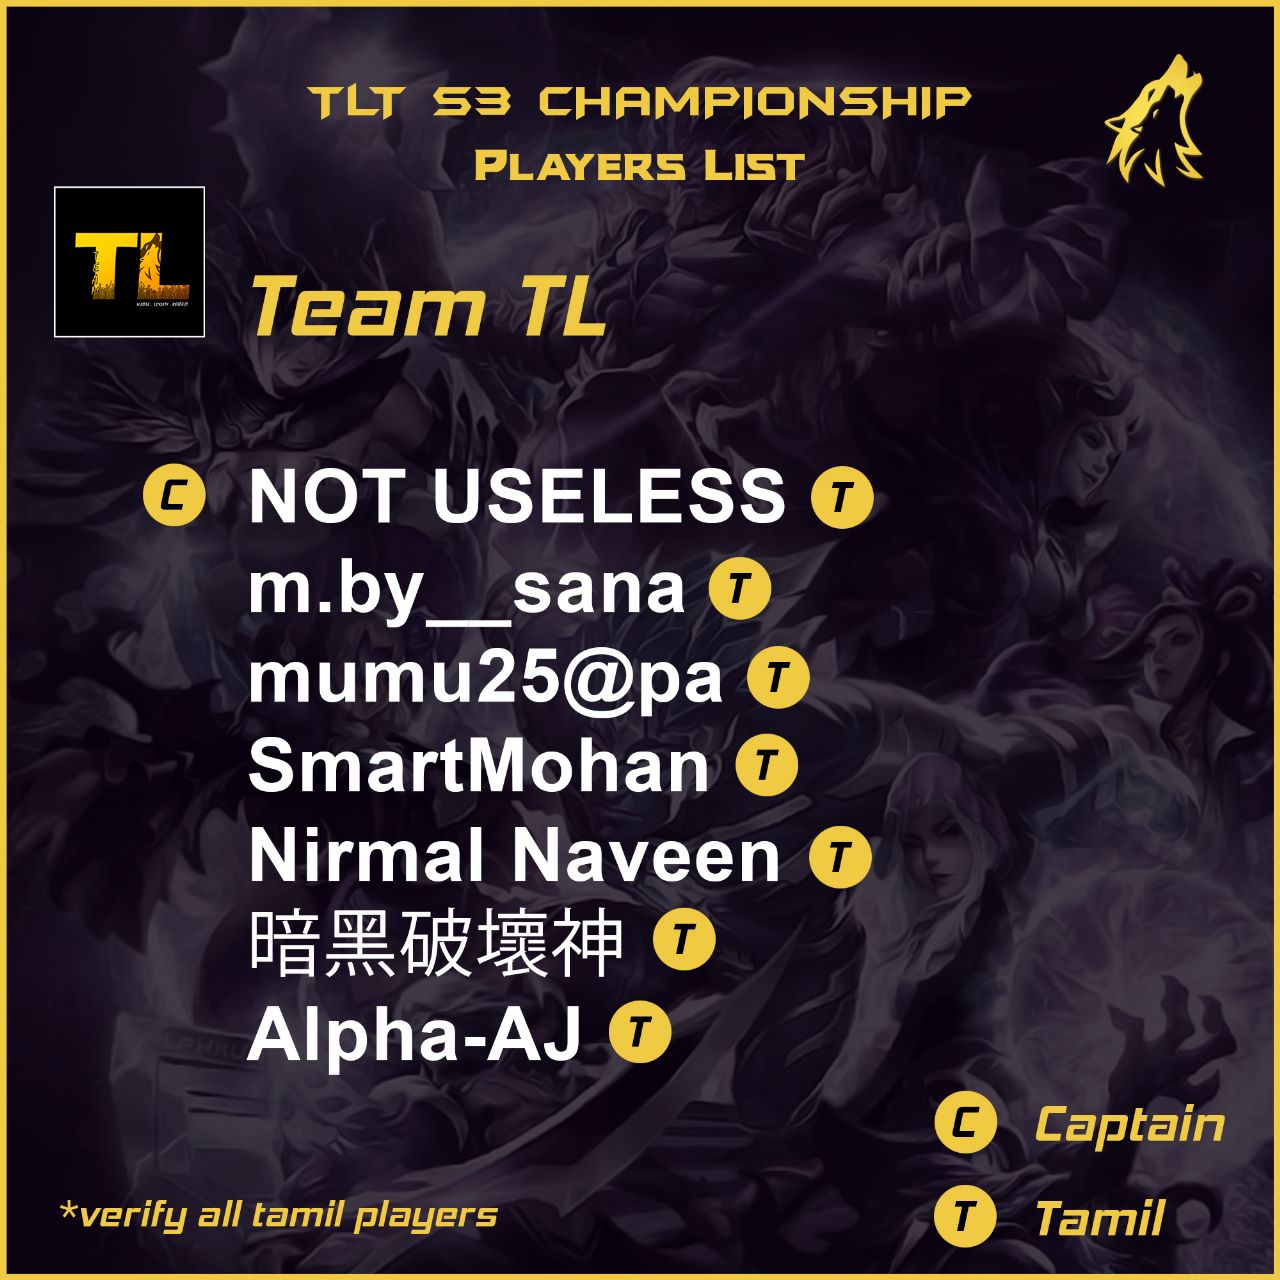 TLT S3 CHAMPIONSHIP
PLAYERS LIST
TL
Team TL
C NOT USELESS T
m.by__sana T
mumu25@pa T
SmartMohan T
Nirmal Naveen T
暗黑破壞神 T
Alpha-AJ T
C Captain
T Tamil
*verify all tamil players